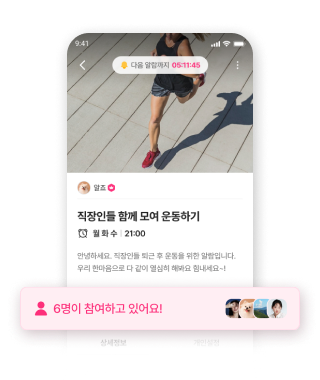 9:41
다음 알람까지 05:11:45
알죠
직장인들 함께 모여 운동하기
월 화 수 | 21:00
안녕하세요. 직장인들 퇴근 후 운동을 위한 알람입니다.
우리 한마음으로 다 같이 열심히 해봐요 힘내세요~!
6명이 참여하고 있어요!
상세정보